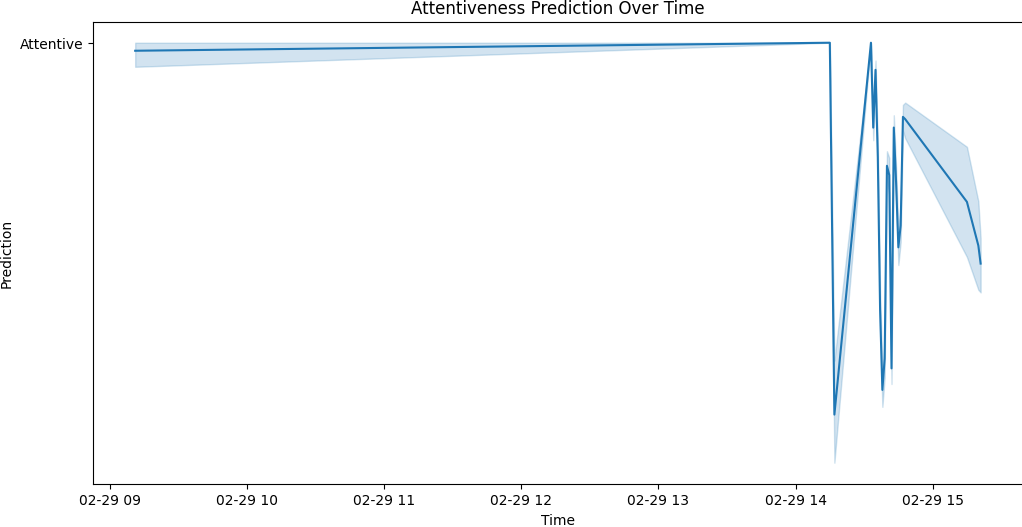 Attentiveness Prediction Over Time
Attentive
Prediction
02-29 09
02-29 10
02-29 11
02-29 12
02-29 13
02-29 14
02-29 15
Time